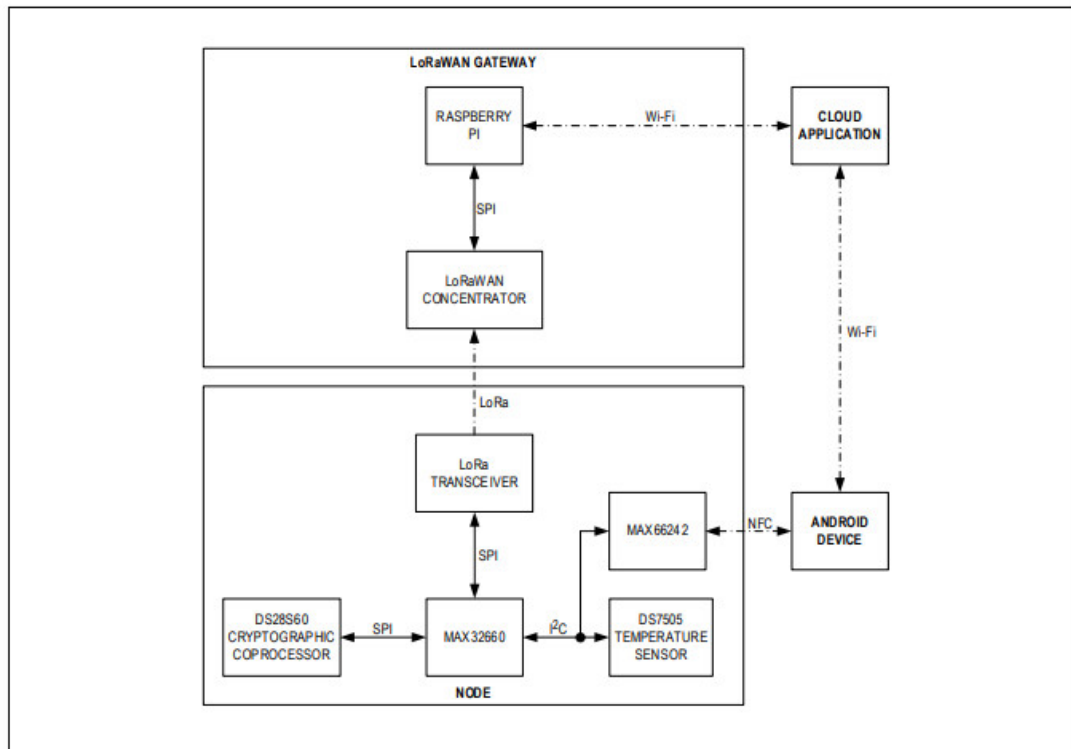 LoRaWAN GATEWAY
RASPBERRY
PI
Wi-Fi
CLOUD
APPLICATION
SPI
LoRaWAN
CONCENTRATOR
Wi-Fi
LoRa
LoRa
TRANSCEIVER
MAX66242
NFC
ANDROID
DEVICE
SPI
DS28S60
CRYPTOGRAPHIC
COPROCESSOR
SPI
MAX32660
I²C
DS7505
TEMPERATURE
SENSOR
NODE